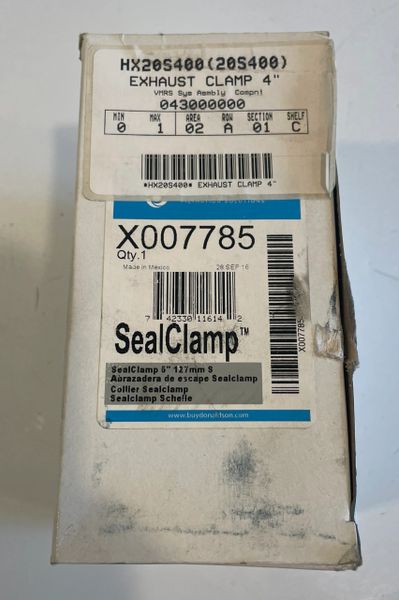 HX20S400(20S400)
EXHAUST CLAMP 4"
VMRS Sys Asmbly Compnt
043000000
MIN MAX AREA ROW SECTION SHELF
0 1 02 A 01 C
*HX20S400* EXHAUST CLAMP 4"
X007785
Qty.1
Made in Mexico 28 SEP 16
7 42330 11614 2
X007785
SealClamp™
SealClamp 5" 127mm S
Abrazadera de escape Sealclamp
Collier Sealclamp
Sealclamp Schelle
www.buydonaldson.com